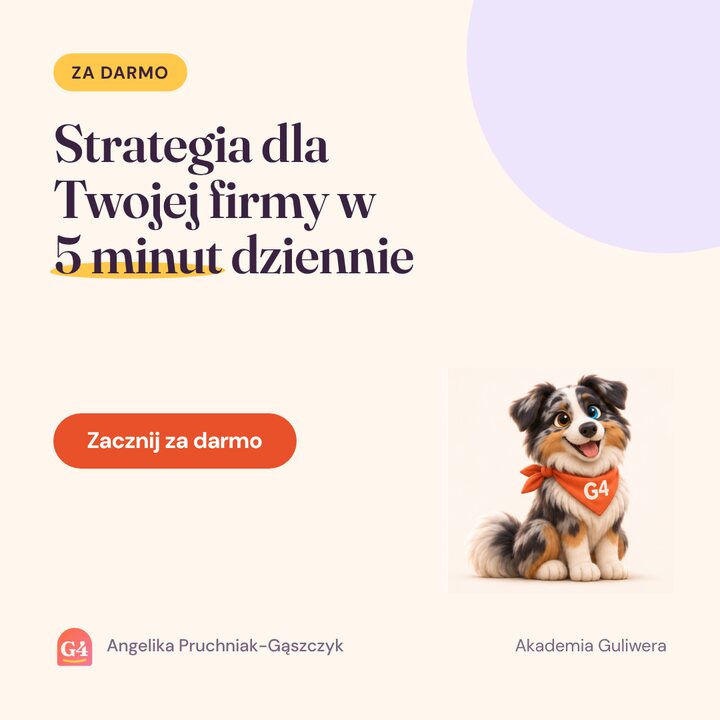 ZA DARMO
Strategia dla
Twojej firmy w
5 minut dziennie
Zacznij za darmo
G4
G4
Angelika Pruchniak-Gąszczyk
Akademia Guliwera